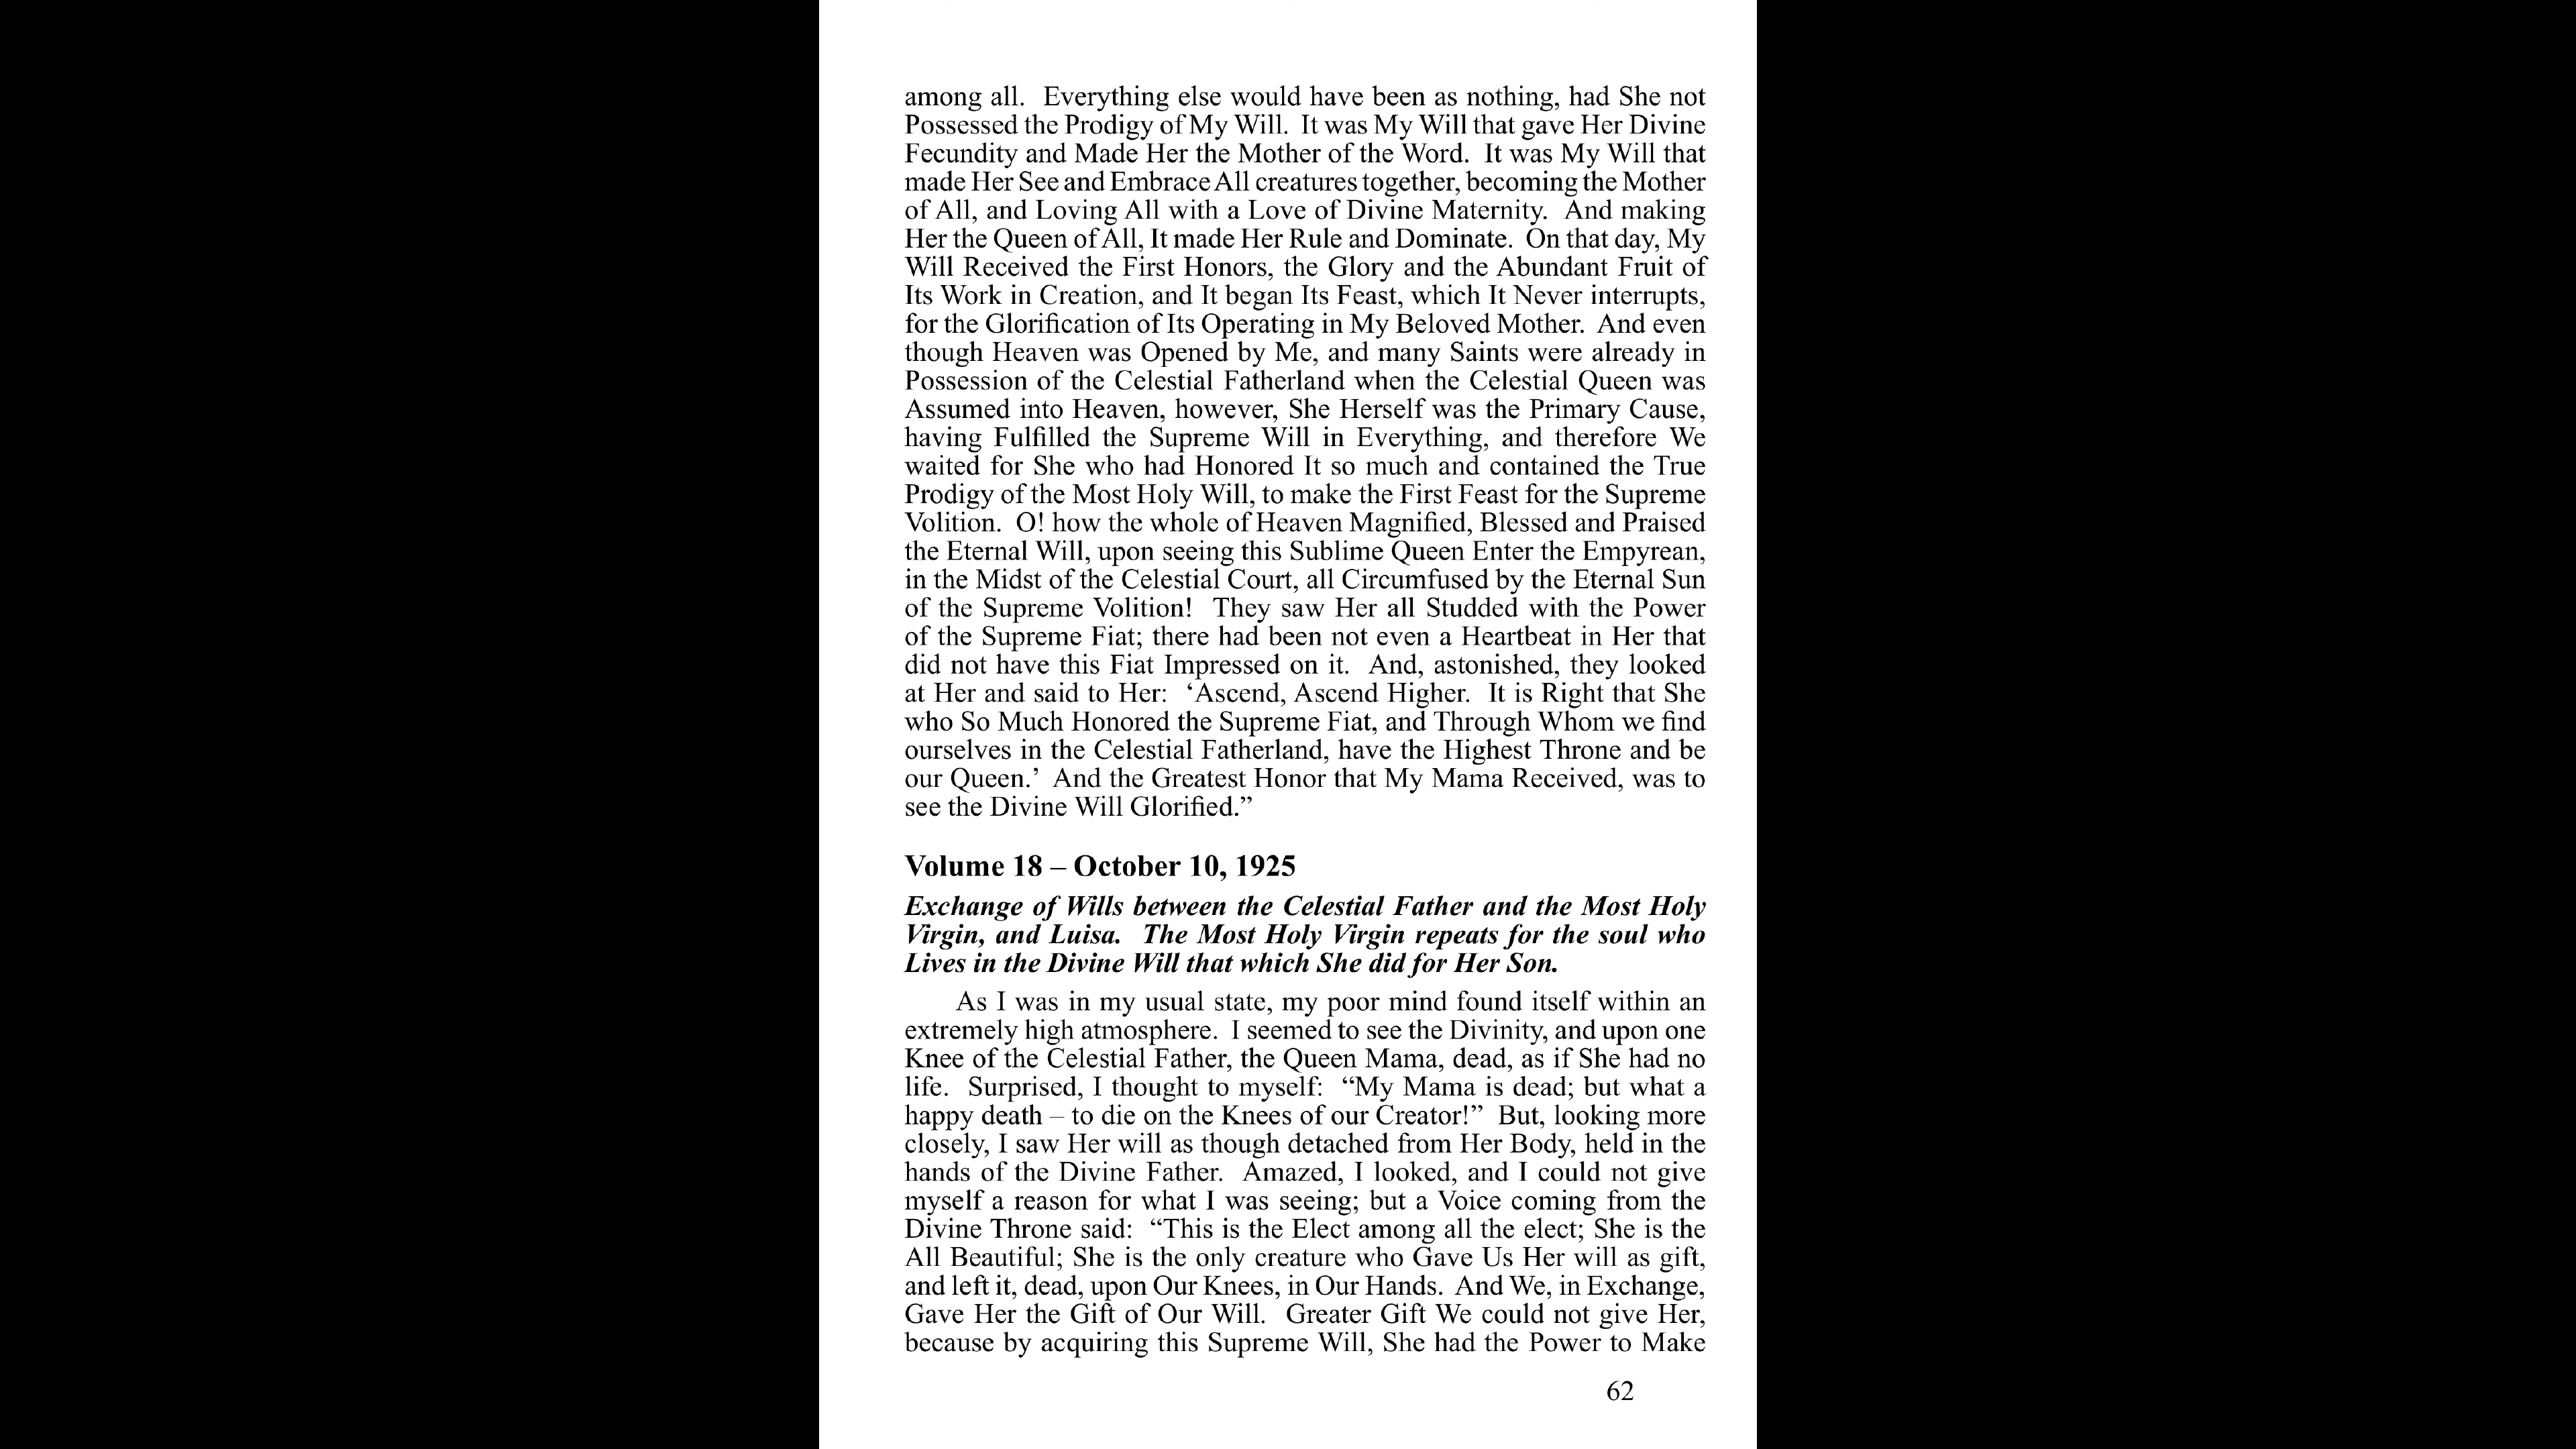 among all.  Everything else would have been as nothing, had She not
Possessed the Prodigy of My Will.  It was My Will that gave Her Divine
Fecundity and Made Her the Mother of the Word.  It was My Will that
made Her See and Embrace All creatures together, becoming the Mother
of All, and Loving All with a Love of Divine Maternity.  And making
Her the Queen of All, It made Her Rule and Dominate.  On that day, My
Will Received the First Honors, the Glory and the Abundant Fruit of
Its Work in Creation, and It began Its Feast, which It Never interrupts,
for the Glorification of Its Operating in My Beloved Mother.  And even
though Heaven was Opened by Me, and many Saints were already in
Possession of the Celestial Fatherland when the Celestial Queen was
Assumed into Heaven, however, She Herself was the Primary Cause,
having Fulfilled the Supreme Will in Everything, and therefore We
waited for She who had Honored It so much and contained the True
Prodigy of the Most Holy Will, to make the First Feast for the Supreme
Volition.  O! how the whole of Heaven Magnified, Blessed and Praised
the Eternal Will, upon seeing this Sublime Queen Enter the Empyrean,
in the Midst of the Celestial Court, all Circumfused by the Eternal Sun
of the Supreme Volition!  They saw Her all Studded with the Power
of the Supreme Fiat; there had been not even a Heartbeat in Her that
did not have this Fiat Impressed on it.  And, astonished, they looked
at Her and said to Her:  ‘Ascend, Ascend Higher.  It is Right that She
who So Much Honored the Supreme Fiat, and Through Whom we find
ourselves in the Celestial Fatherland, have the Highest Throne and be
our Queen.’  And the Greatest Honor that My Mama Received, was to
see the Divine Will Glorified.”
Volume 18 – October 10, 1925
Exchange of Wills between the Celestial Father and the Most Holy
Virgin, and Luisa.  The Most Holy Virgin repeats for the soul who
Lives in the Divine Will that which She did for Her Son.
As I was in my usual state, my poor mind found itself within an
extremely high atmosphere.  I seemed to see the Divinity, and upon one
Knee of the Celestial Father, the Queen Mama, dead, as if She had no
life.  Surprised, I thought to myself:  “My Mama is dead; but what a
happy death – to die on the Knees of our Creator!”  But, looking more
closely, I saw Her will as though detached from Her Body, held in the
hands of the Divine Father.  Amazed, I looked, and I could not give
myself a reason for what I was seeing; but a Voice coming from the
Divine Throne said:  “This is the Elect among all the elect; She is the
All Beautiful; She is the only creature who Gave Us Her will as gift,
and left it, dead, upon Our Knees, in Our Hands.  And We, in Exchange,
Gave Her the Gift of Our Will.  Greater Gift We could not give Her,
because by acquiring this Supreme Will, She had the Power to Make
62